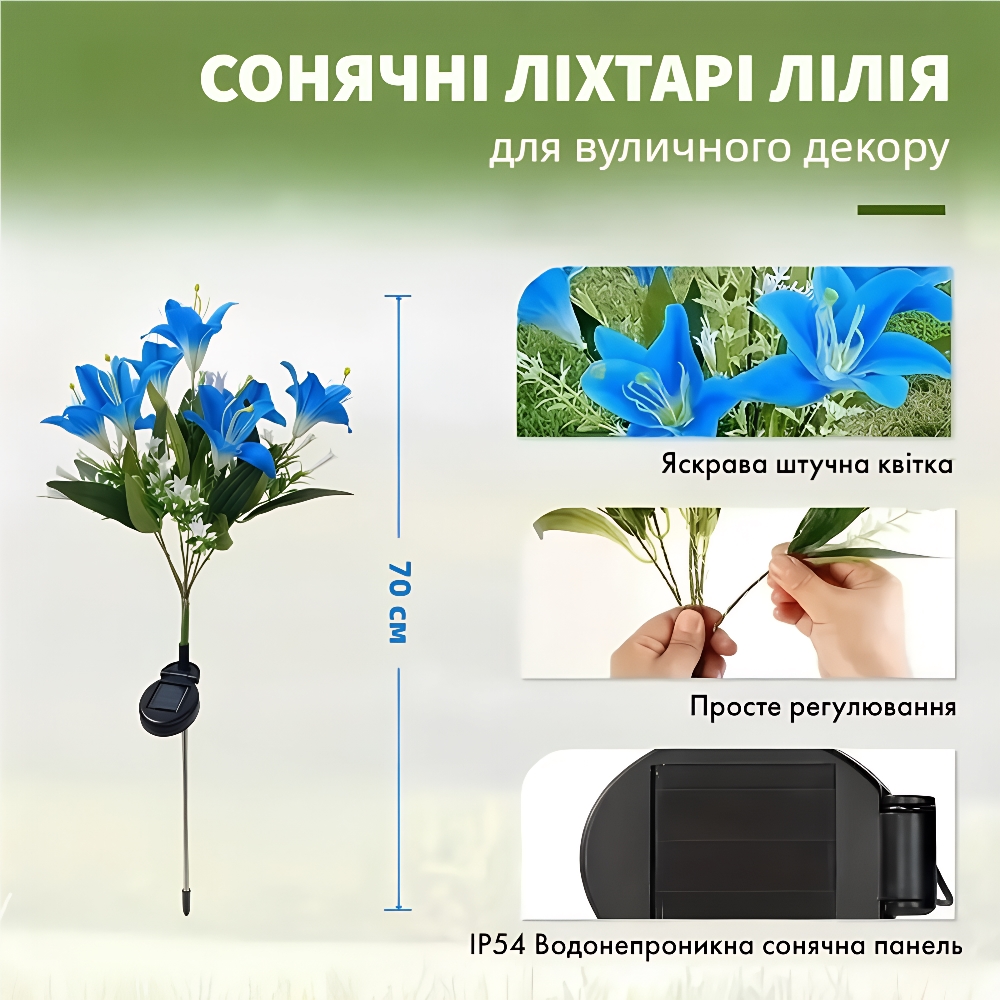 СОНЯЧНІ ЛІХТАРІ ЛІЛІЯ
для вуличного декору
Яскрава штучна квітка
70 см
Просте регулювання
IP54 Водонепроникна сонячна панель